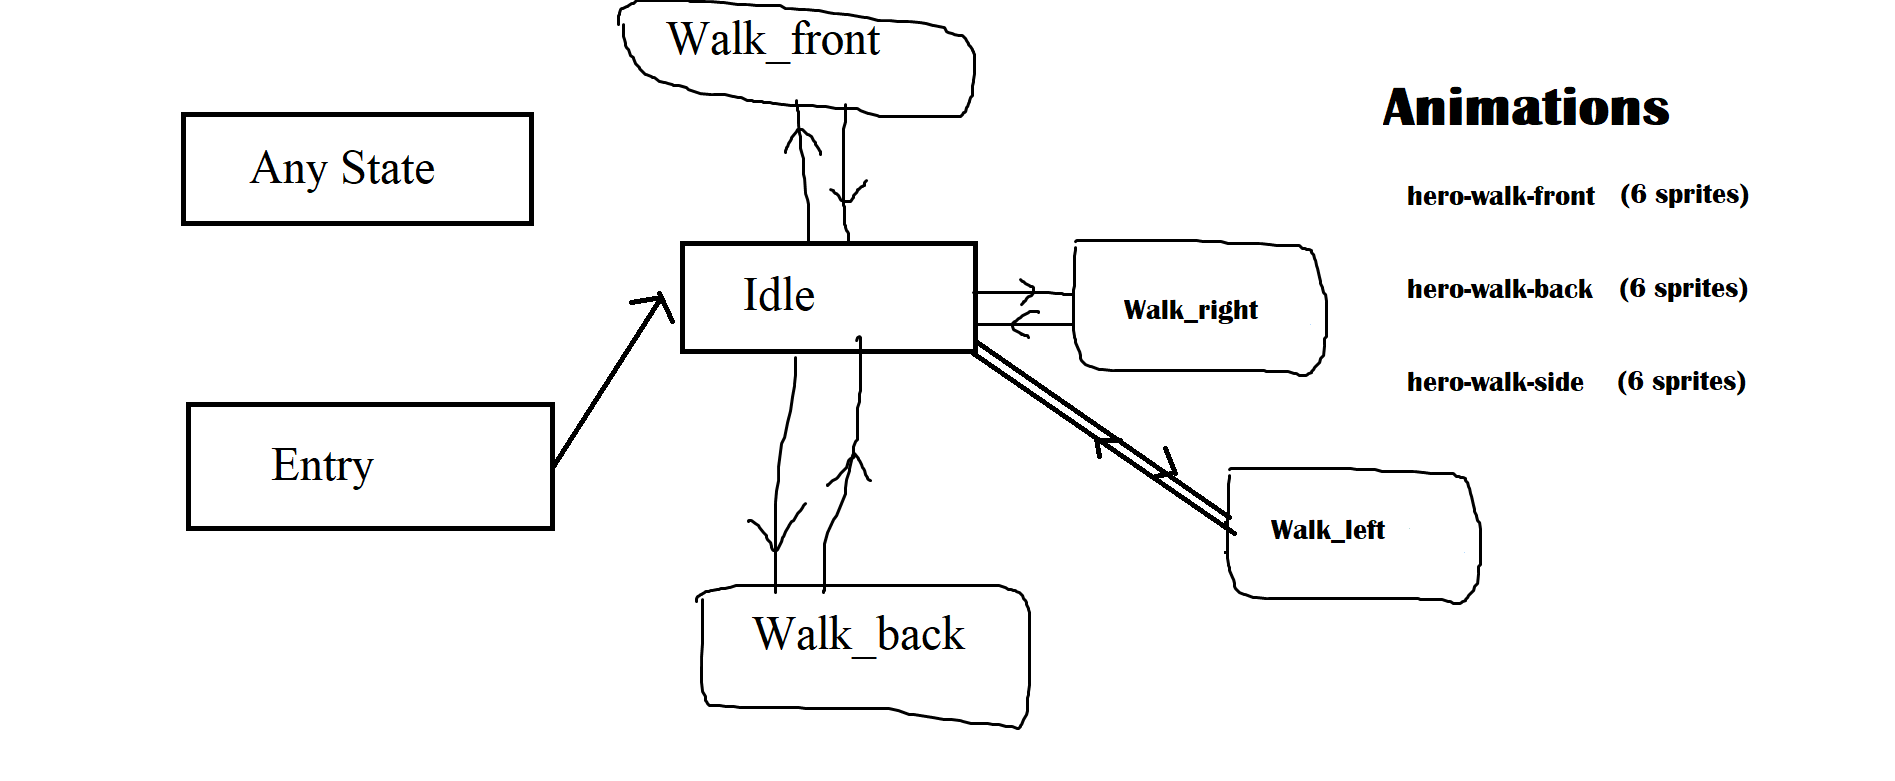 Walk_front
Any State
Idle
Entry
Walk_right
Walk_left
Walk_back
Animations
hero-walk-front (6 sprites)
hero-walk-back (6 sprites)
hero-walk-side (6 sprites)